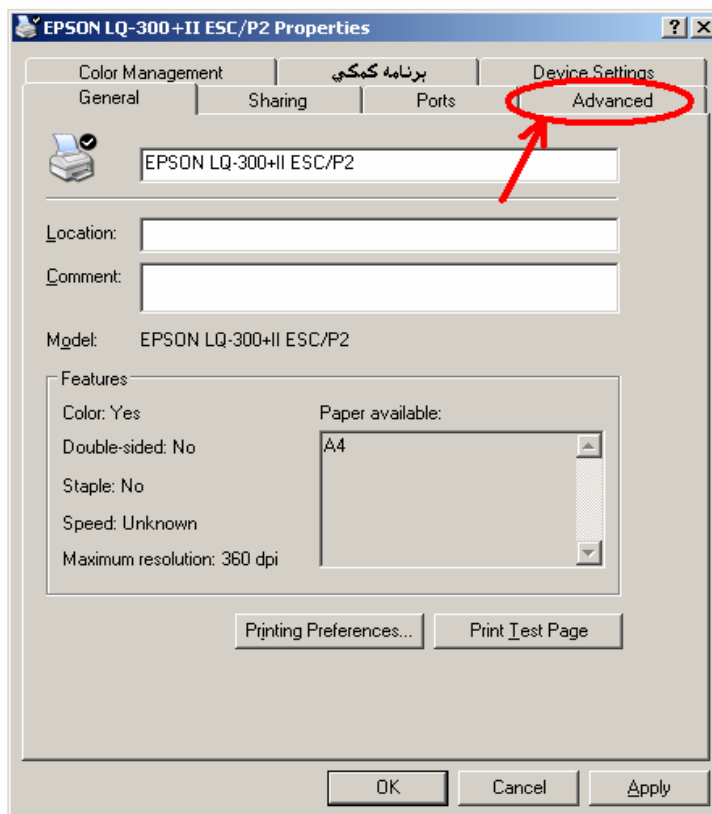 EPSON LQ-300+II ESC/P2 Properties
Color Management برنامه كمكي Device Settings
General Sharing Ports Advanced
EPSON LQ-300+II ESC/P2
Location:
Comment:
Model: EPSON LQ-300+II ESC/P2
Features
Color: Yes Paper available:
Double-sided: No A4
Staple: No
Speed: Unknown
Maximum resolution: 360 dpi
Printing Preferences... Print Test Page
OK Cancel Apply